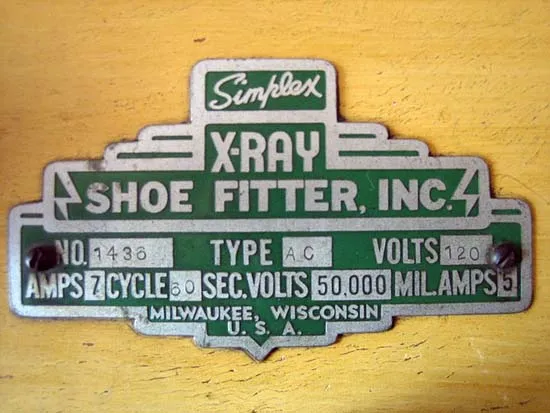 Simplex
X-RAY
SHOE FITTER, INC.
NO. 1436 TYPE AC VOLTS 120
AMPS 7 CYCLE 60 SEC. VOLTS 50,000 MIL. AMPS 5
MILWAUKEE, WISCONSIN
U. S. A.